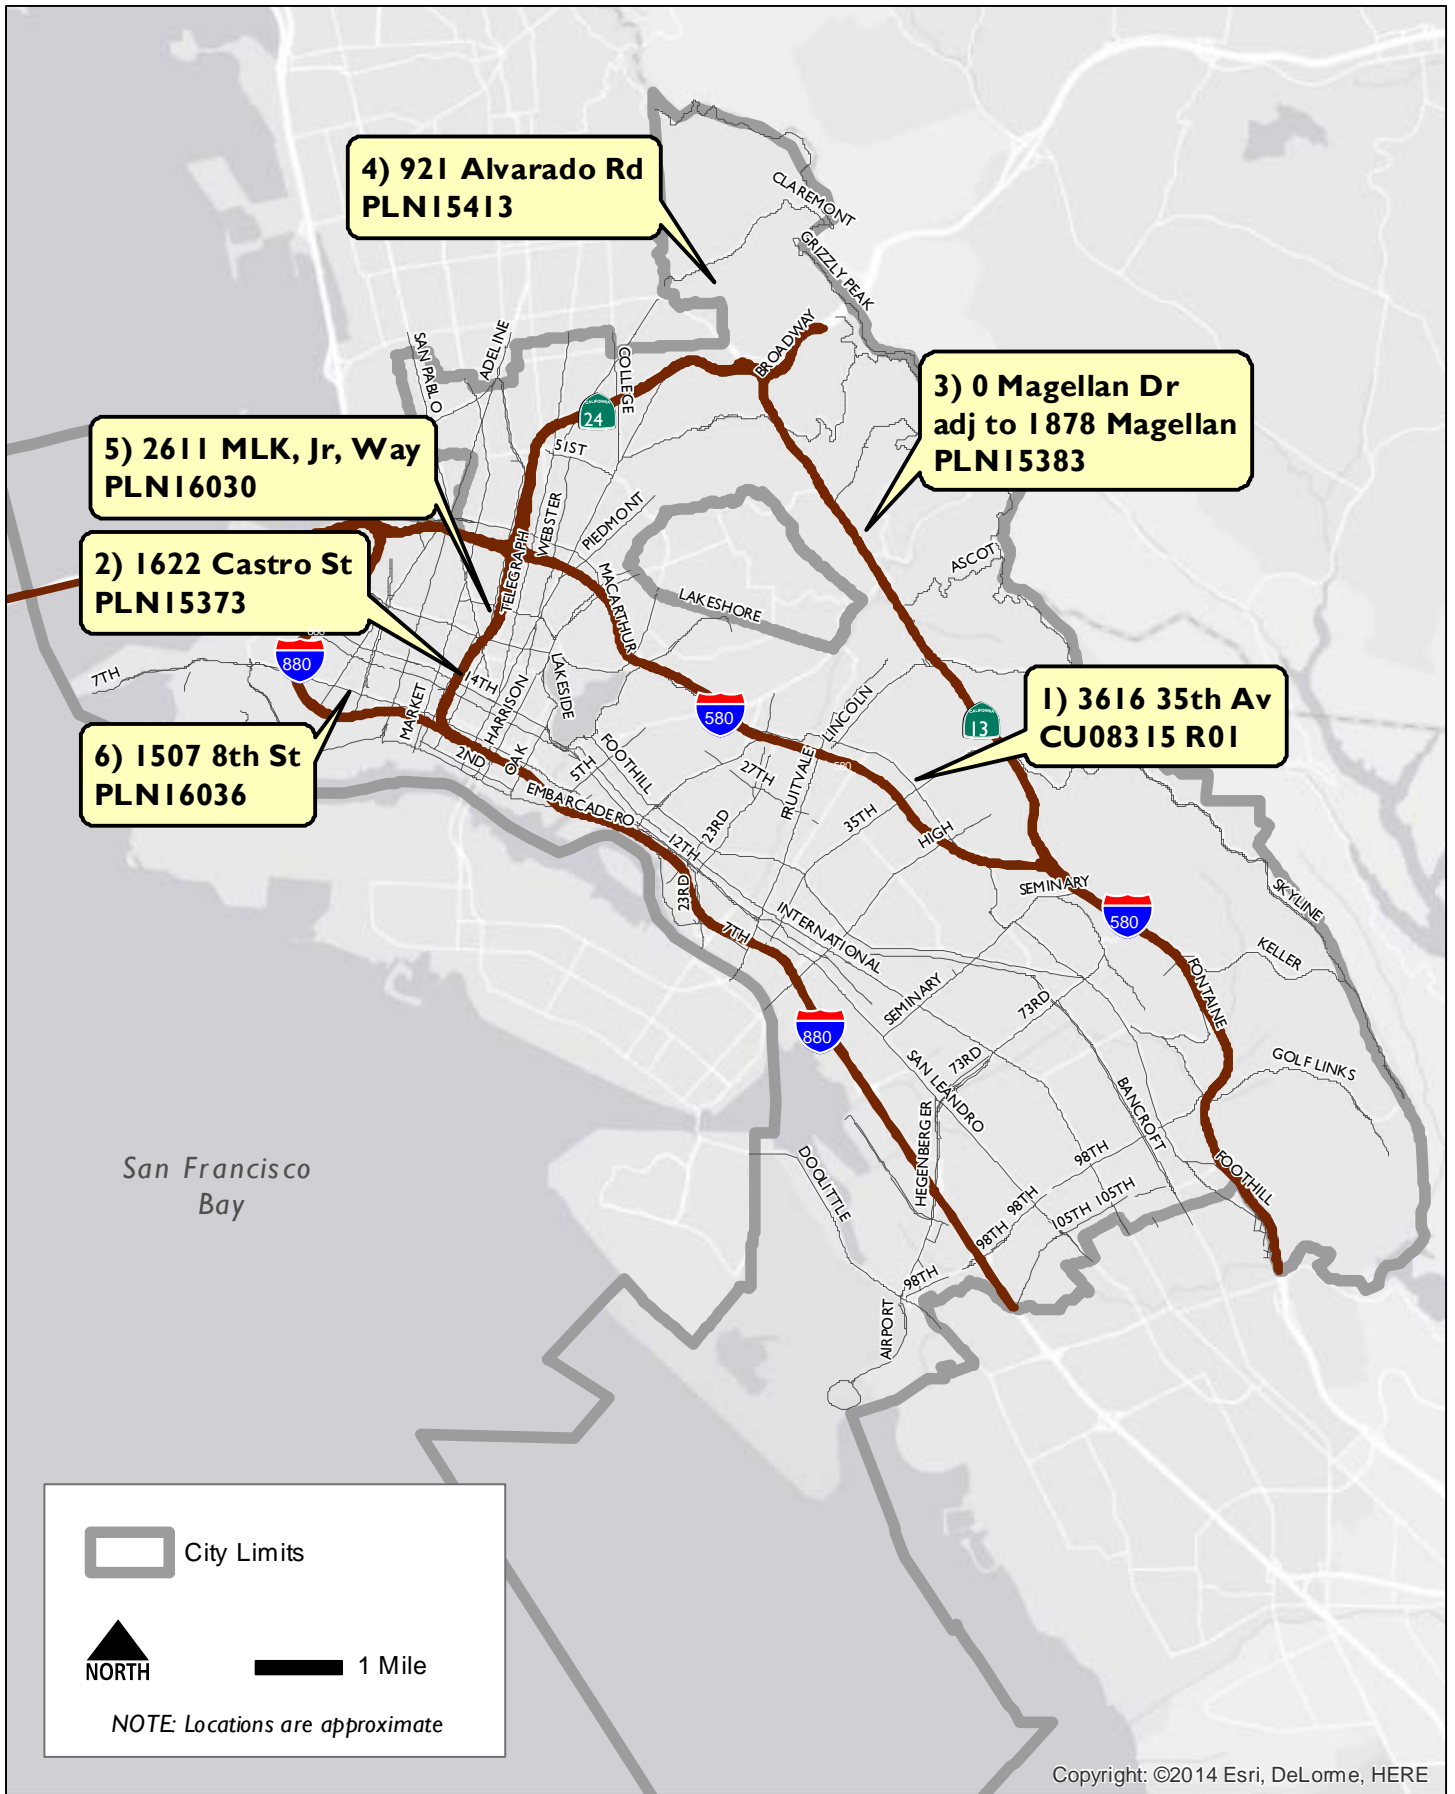 4) 921 Alvarado Rd
PLN15413
CLAREMONT
GRIZZLY PEAK
BROADWAY
SAN PABLO
ADELINE
COLLEGE
CALIFORNIA
24
51ST
3) 0 Magellan Dr
adj to 1878 Magellan
PLN15383
5) 2611 MLK, Jr, Way
PLN16030
WEBSTER
PIEDMONT
TELEGRAPH
MACARTHUR
LAKESHORE
ASCOT
2) 1622 Castro St
PLN15373
880
880
7TH
14TH
MARKET
HARRISON
LAKESIDE
OAK
2ND
5TH
FOOTHILL
EMBARCADERO
580
LINCOLN
FRUITVALE
580
27TH
23RD
35TH
HIGH
12TH
23RD
CALIFORNIA
13
1) 3616 35th Av
CU08315 R01
6) 1507 8th St
PLN16036
SEMINARY
580
SKYLINE
KELLER
FONTAINE
7TH
INTERNATIONAL
SEMINARY
73RD
880
SAN LEANDRO
73RD
GOLF LINKS
HEGENBERGER
BANCROFT
98TH
FOOTHILL
DOOLITTLE
98TH
105TH
105TH
98TH
98TH
AIRPORT
San Francisco
Bay
City Limits
NORTH
1 Mile
NOTE: Locations are approximate
Copyright: ©2014 Esri, DeLorme, HERE